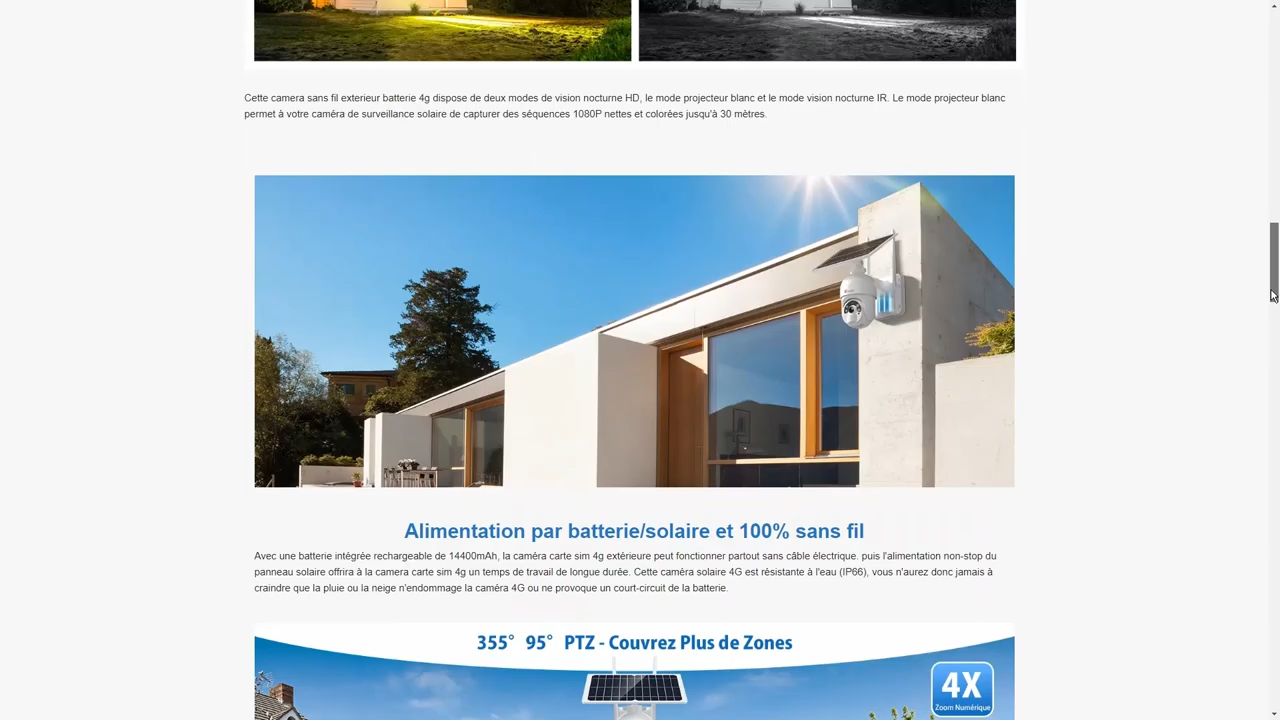 Cette camera sans fil exterieur batterie 4g dispose de deux modes de vision nocturne HD, le mode projecteur blanc et le mode vision nocturne IR. Le mode projecteur blanc
permet à votre caméra de surveillance solaire de capturer des séquences 1080P nettes et colorées jusqu'à 30 mètres.
Alimentation par batterie/solaire et 100% sans fil
Avec une batterie intégrée rechargeable de 14400mAh, la caméra carte sim 4g extérieure peut fonctionner partout sans câble électrique. puis l'alimentation non-stop du
panneau solaire offrira à la camera carte sim 4g un temps de travail de longue durée. Cette caméra solaire 4G est résistante à l'eau (IP66), vous n'aurez donc jamais à
craindre que la pluie ou la neige n'endommage la caméra 4G ou ne provoque un court-circuit de la batterie.
355° 95° PTZ - Couvrez Plus de Zones
4X
Zoom Numérique